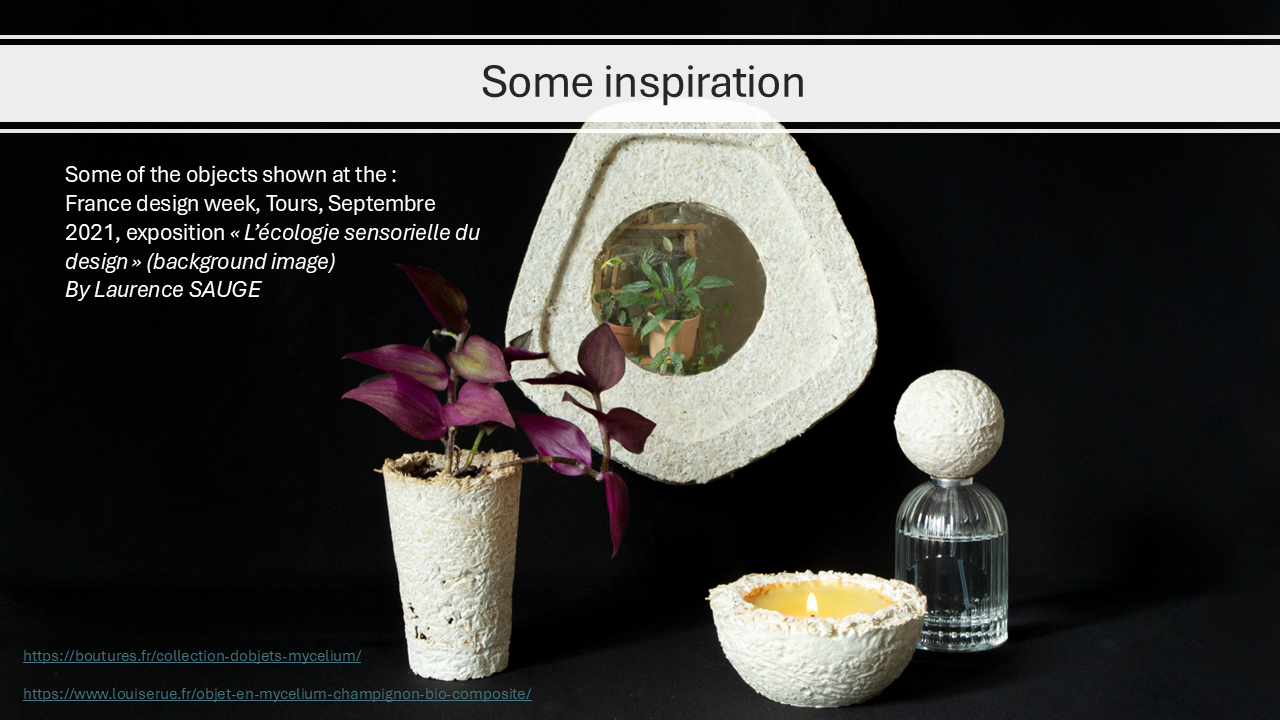 Some inspiration
Some of the objects shown at the :
France design week, Tours, Septembre
2021, exposition « L’écologie sensorielle du
design » (background image)
By Laurence SAUGE
https://boutures.fr/collection-dobjets-mycelium/
https://www.louiserue.fr/objet-en-mycelium-champignon-bio-composite/